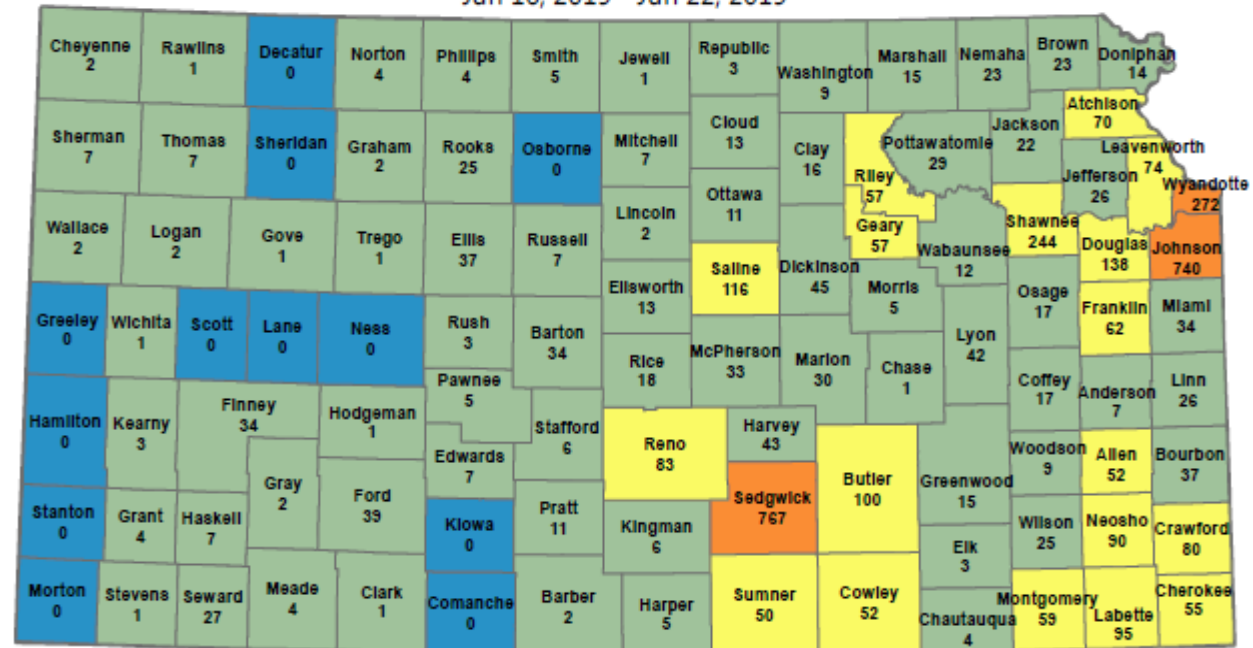 Jun 16, 2019 - Jun 22, 2019
Cheyenne
2
Rawlins
1
Decatur
0
Norton
4
Phillips
4
Smith
5
Jewell
1
Republic
3
Washington
9
Marshall
15
Nemaha
23
Brown
23
Doniphan
14
Sherman
7
Thomas
7
Sheridan
0
Graham
2
Rooks
25
Osborne
0
Mitchell
7
Cloud
13
Clay
16
Riley
57
Pottawatomie
29
Jackson
22
Atchison
70
Jefferson
26
Leavenworth
74
Wyandotte
272
Wallace
2
Logan
2
Gove
1
Trego
1
Ellis
37
Russell
7
Lincoln
2
Ottawa
11
Saline
116
Dickinson
45
Geary
57
Wabaunsee
12
Shawnee
244
Douglas
138
Johnson
740
Greeley
0
Wichita
1
Scott
0
Lane
0
Ness
0
Rush
3
Barton
34
Ellsworth
13
Rice
18
McPherson
33
Marion
30
Morris
5
Chase
1
Lyon
42
Osage
17
Franklin
62
Miami
34
Hamilton
0
Kearny
3
Finney
34
Hodgeman
1
Pawnee
5
Stafford
6
Reno
83
Harvey
43
Butler
100
Greenwood
15
Coffey
17
Anderson
7
Linn
26
Gray
2
Ford
39
Edwards
7
Sedgwick
767
Woodson
9
Allen
52
Bourbon
37
Stanton
0
Grant
4
Haskell
7
Kiowa
0
Pratt
11
Kingman
6
Elk
3
Wilson
25
Neosho
90
Crawford
80
Morton
0
Stevens
1
Seward
27
Meade
4
Clark
1
Comanche
0
Barber
2
Harper
5
Sumner
50
Cowley
52
Chautauqua
4
Montgomery
59
Labette
95
Cherokee
55